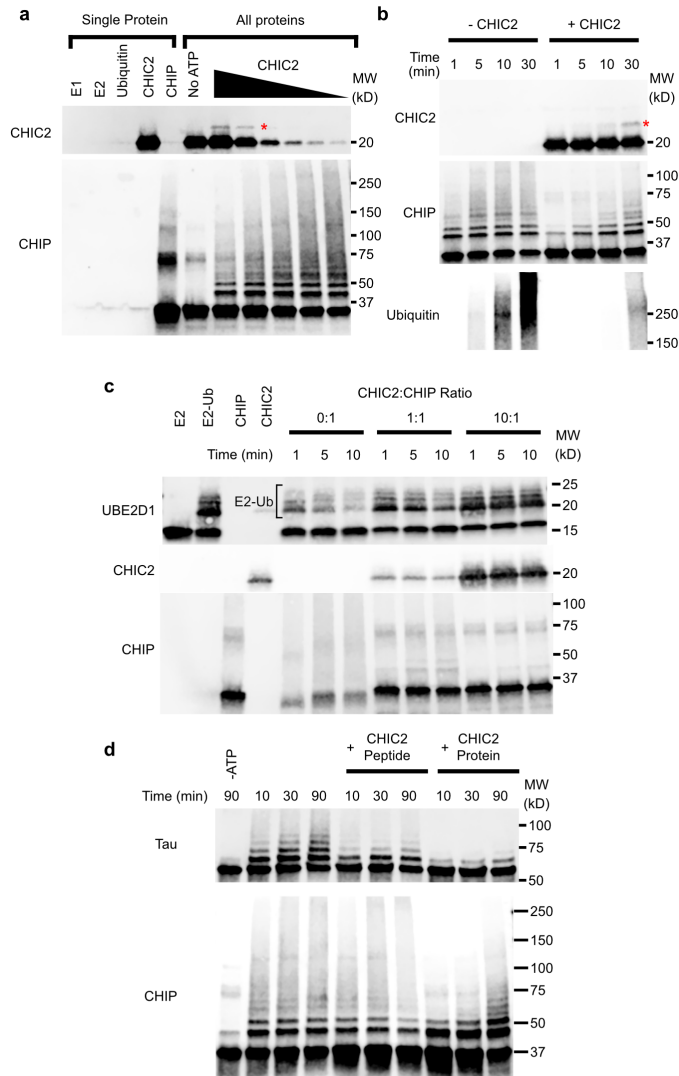 a
Single Protein
All proteins
E1
E2
Ubiquitin
CHIC2
CHIP
No ATP
CHIC2
MW
(kD)
CHIC2
*
20
CHIP
250
150
100
75
50
37
b
- CHIC2
+ CHIC2
Time
(min)
1 5 10 30 1 5 10 30
MW
(kD)
CHIC2
*
20
CHIP
100
75
50
37
Ubiquitin
250
150
c
E2
E2-Ub
CHIP
CHIC2
CHIC2:CHIP Ratio
0:1 1:1 10:1
Time (min) 1 5 10 1 5 10 1 5 10
MW
(kD)
UBE2D1
E2-Ub
25
20
15
CHIC2
20
CHIP
100
75
50
37
d
-ATP
+ CHIC2
Peptide
+ CHIC2
Protein
Time (min) 90 10 30 90 10 30 90 10 30 90
MW
(kD)
Tau
100
75
50
CHIP
250
150
100
75
50
37